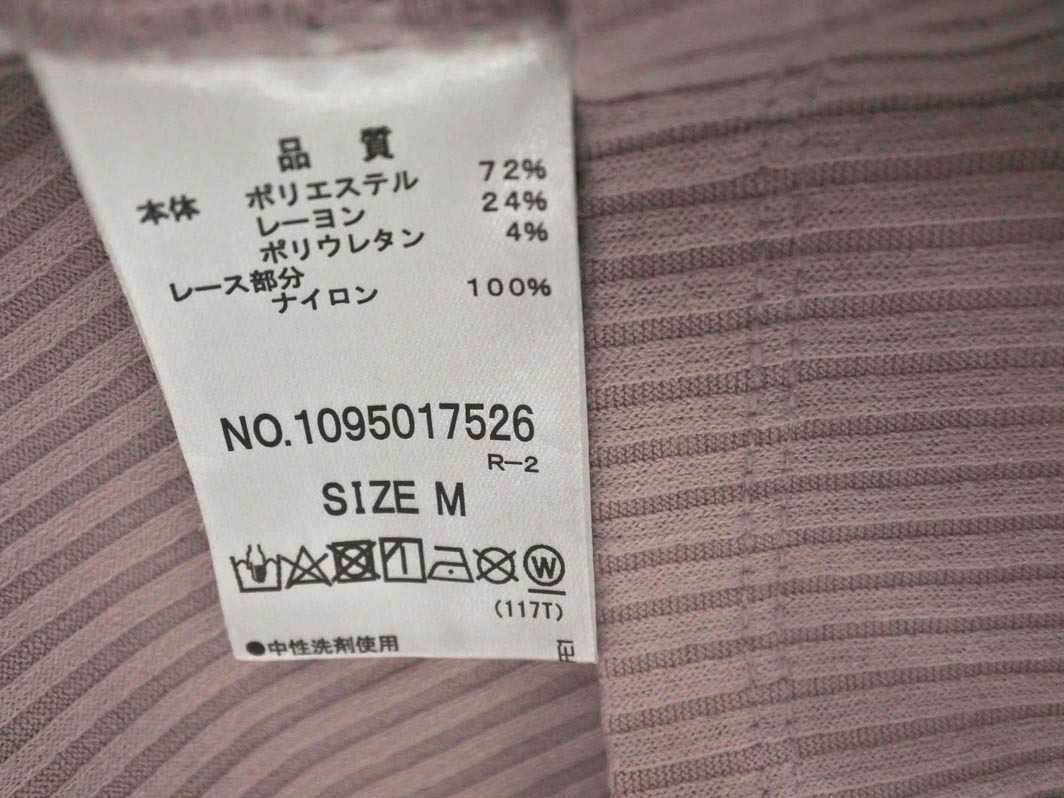 品 質
本体 ポリエステル 72%
レーヨン 24%
ポリウレタン 4%
レース部分
ナイロン 100%
NO.1095017526
R-2
SIZE M
W
(117T)
●中性洗剤使用